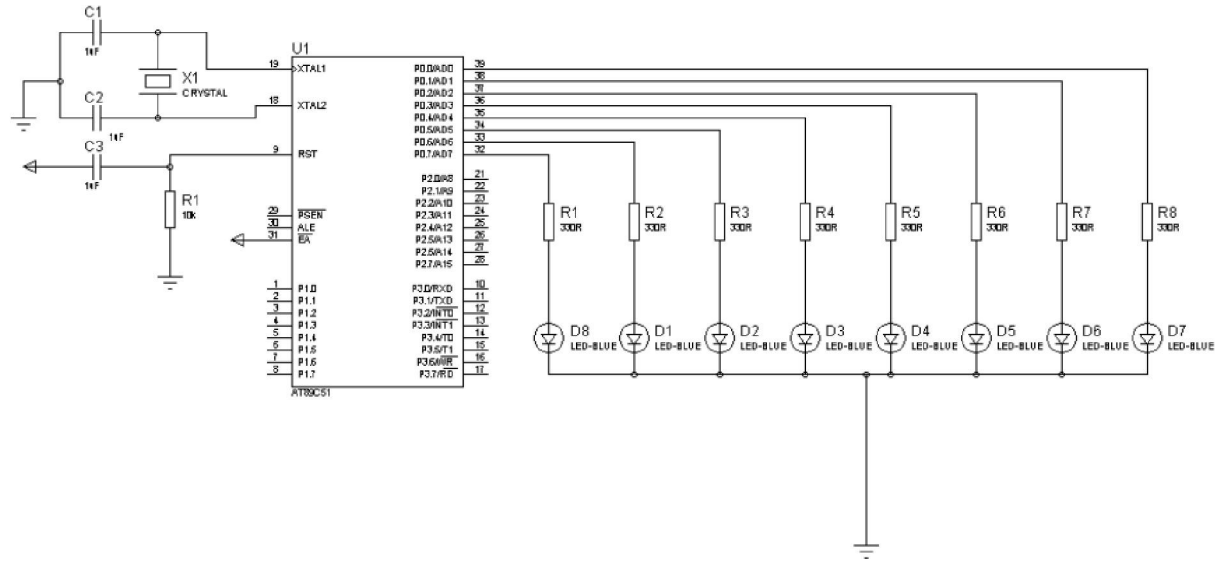 C1
1nF
C2
1nF
X1
CRYSTAL
C3
1nF
R1
10k
U1
19 XTAL1
18 XTAL2
9 RST
29 PSEN
30 ALE
31 EA
1 P1.0
2 P1.1
3 P1.2
4 P1.3
5 P1.4
6 P1.5
7 P1.6
8 P1.7
P0.0/AD0 39
P0.1/AD1 38
P0.2/AD2 37
P0.3/AD3 36
P0.4/AD4 35
P0.5/AD5 34
P0.6/AD6 33
P0.7/AD7 32
P2.0/A8 21
P2.1/A9 22
P2.2/A10 23
P2.3/A11 24
P2.4/A12 25
P2.5/A13 26
P2.6/A14 27
P2.7/A15 28
P3.0/RXD 10
P3.1/TXD 11
P3.2/INT0 12
P3.3/INT1 13
P3.4/T0 14
P3.5/T1 15
P3.6/WR 16
P3.7/RD 17
AT89C51
R1 R2 R3 R4 R5 R6 R7 R8
330R 330R 330R 330R 330R 330R 330R 330R
D8 D1 D2 D3 D4 D5 D6 D7
LED-BLUE LED-BLUE LED-BLUE LED-BLUE LED-BLUE LED-BLUE LED-BLUE LED-BLUE